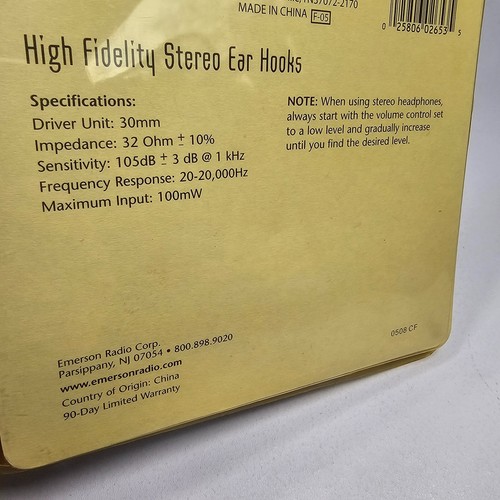 TN37072-2170
MADE IN CHINA F-05
0 25806 02653 5
High Fidelity Stereo Ear Hooks
Specifications:
Driver Unit: 30mm
Impedance: 32 Ohm ± 10%
Sensitivity: 105dB ± 3 dB @ 1 kHz
Frequency Response: 20-20,000Hz
Maximum Input: 100mW
NOTE: When using stereo headphones,
always start with the volume control set
to a low level and gradually increase
until you find the desired level.
Emerson Radio Corp.
Parsippany, NJ 07054 • 800.898.9020
www.emersonradio.com
Country of Origin: China
90-Day Limited Warranty
0508 CF